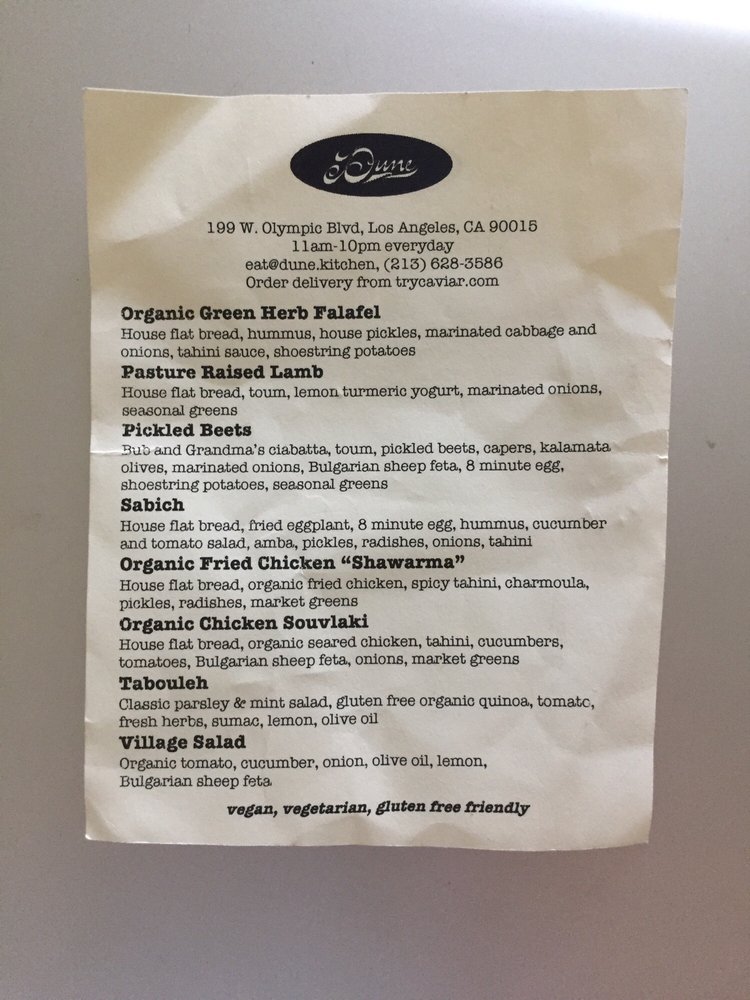 Dune
199 W. Olympic Blvd, Los Angeles, CA 90015
11am-10pm everyday
eat@dune.kitchen, (213) 628-3586
Order delivery from trycaviar.com
Organic Green Herb Falafel
House flat bread, hummus, house pickles, marinated cabbage and
onions, tahini sauce, shoestring potatoes
Pasture Raised Lamb
House flat bread, toum, lemon turmeric yogurt, marinated onions,
seasonal greens
Pickled Beets
Bub and Grandma's ciabatta, toum, pickled beets, capers, kalamata
olives, marinated onions, Bulgarian sheep feta, 8 minute egg,
shoestring potatoes, seasonal greens
Sabich
House flat bread, fried eggplant, 8 minute egg, hummus, cucumber
and tomato salad, amba, pickles, radishes, onions, tahini
Organic Fried Chicken “Shawarma”
House flat bread, organic fried chicken, spicy tahini, charmoula,
pickles, radishes, market greens
Organic Chicken Souvlaki
House flat bread, organic seared chicken, tahini, cucumbers,
tomatoes, Bulgarian sheep feta, onions, market greens
Tabouleh
Classic parsley & mint salad, gluten free organic quinoa, tomato,
fresh herbs, sumac, lemon, olive oil
Village Salad
Organic tomato, cucumber, onion, olive oil, lemon,
Bulgarian sheep feta
vegan, vegetarian, gluten free friendly